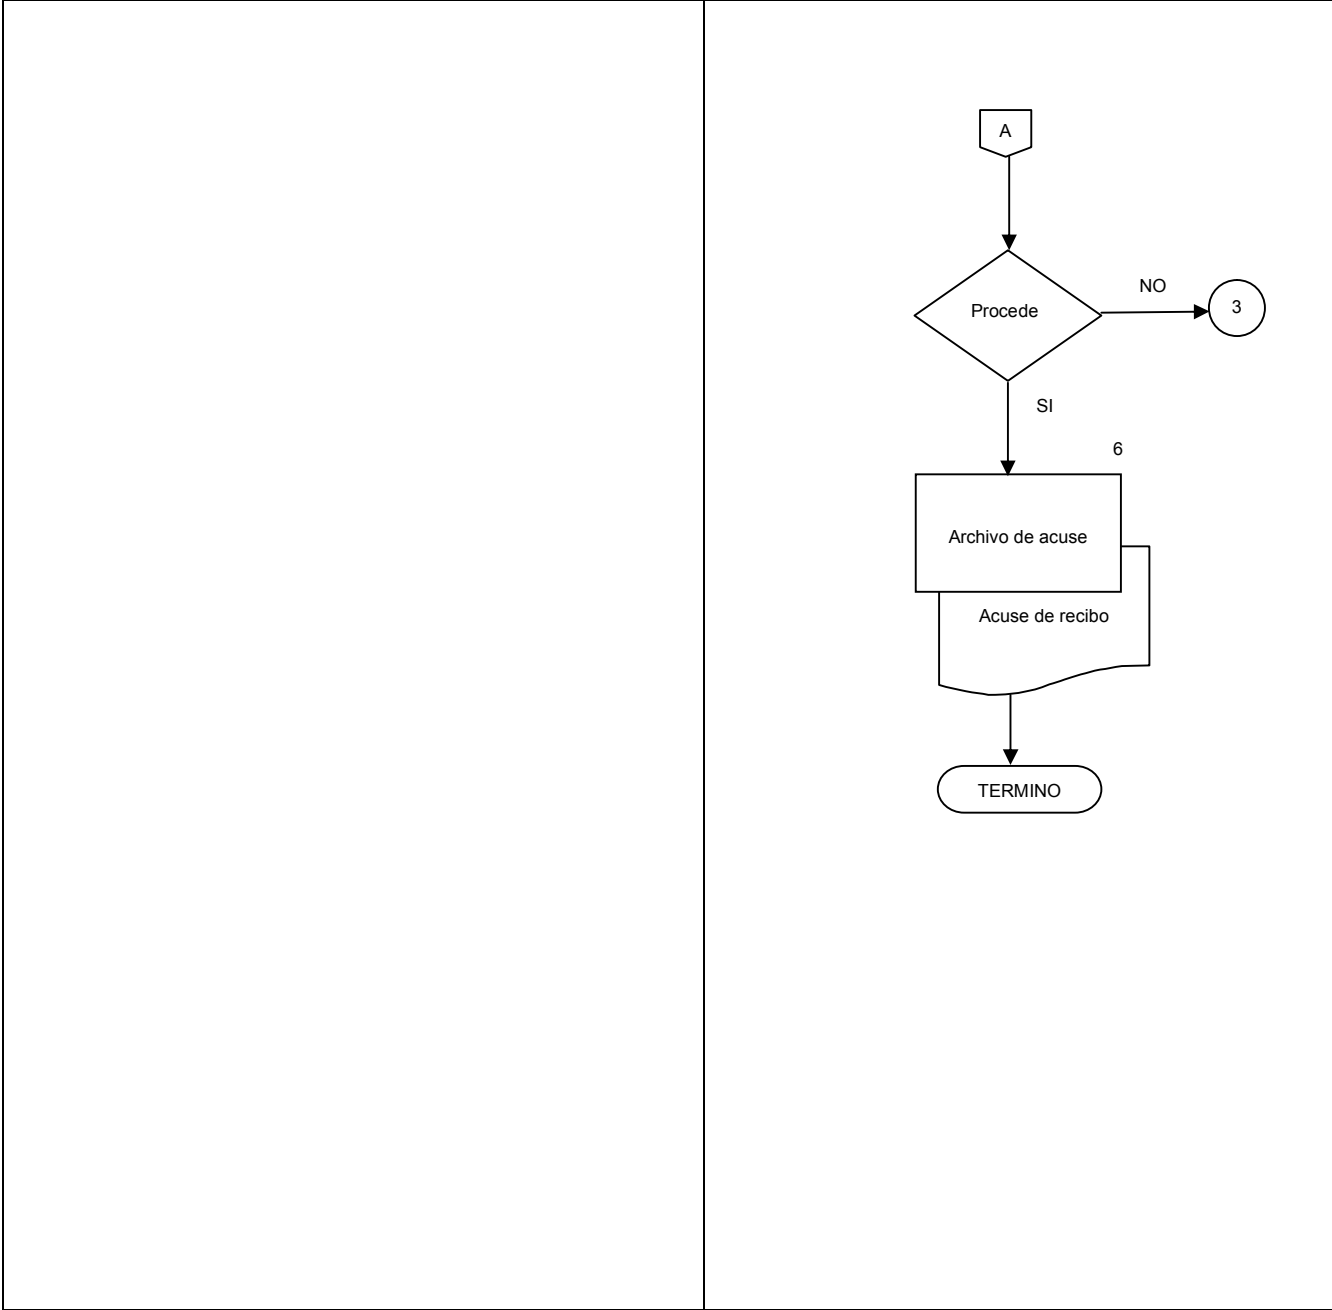 A
NO
Procede
3
SI
6
Archivo de acuse
Acuse de recibo
TERMINO